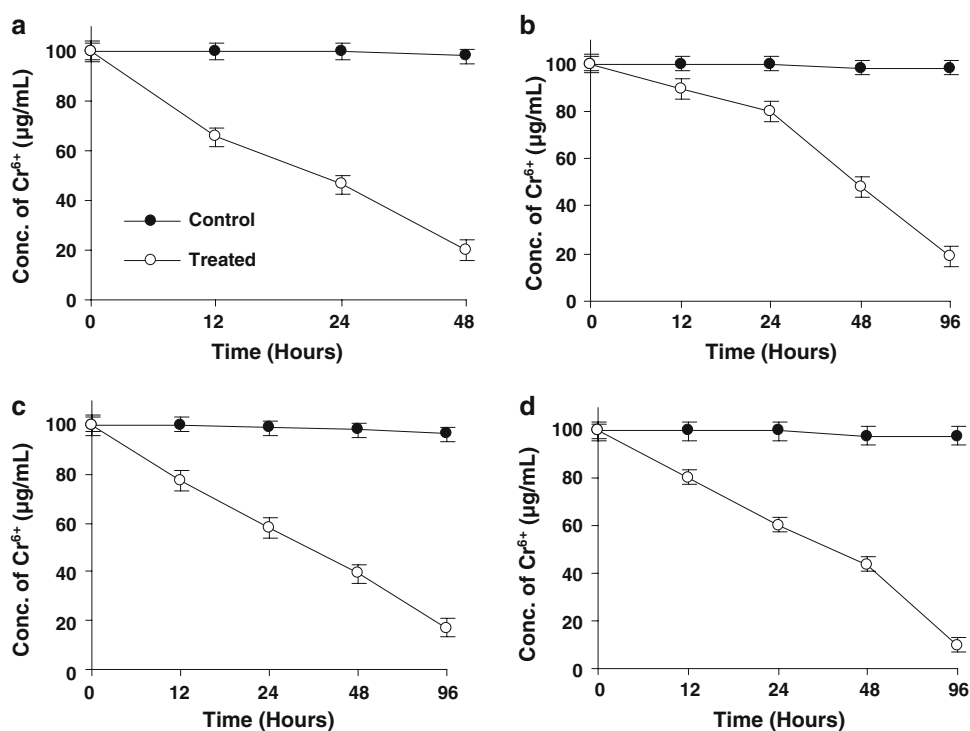 a
Conc. of Cr⁶⁺ (µg/mL)
100
80
60
40
20
0
Control
Treated
0 12 24 48
Time (Hours)
b
Conc. of Cr⁶⁺ (µg/mL)
100
80
60
40
20
0
0 12 24 48 96
Time (Hours)
c
Conc. of Cr⁶⁺ (µg/mL)
100
80
60
40
20
0
0 12 24 48 96
Time (Hours)
d
Conc. of Cr⁶⁺ (µg/mL)
100
80
60
40
20
0
0 12 24 48 96
Time (Hours)